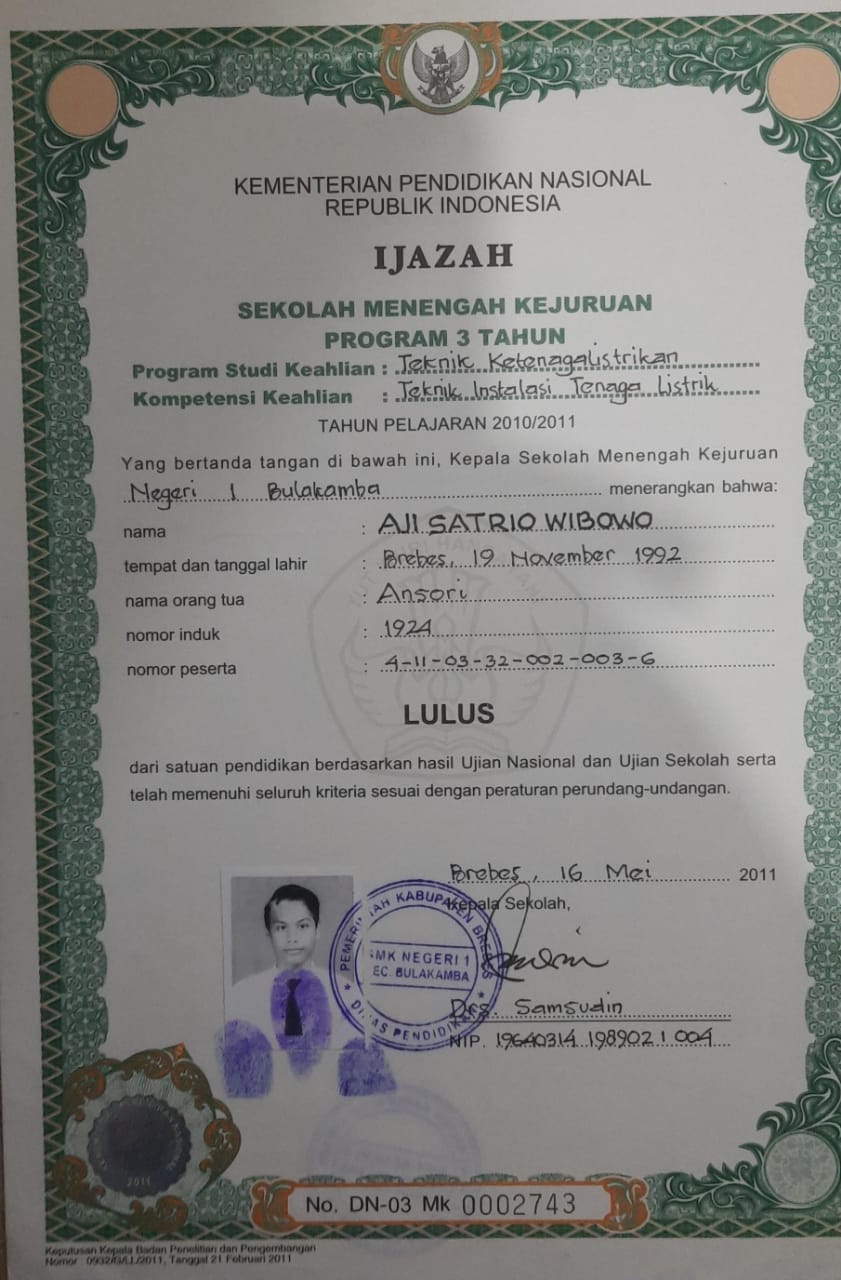 KEMENTERIAN PENDIDIKAN NASIONAL
REPUBLIK INDONESIA
IJAZAH
SEKOLAH MENENGAH KEJURUAN
PROGRAM 3 TAHUN
Program Studi Keahlian : Teknik Ketenagalistrikan
Kompetensi Keahlian : Teknik Instalasi Tenaga Listrik
TAHUN PELAJARAN 2010/2011
Yang bertanda tangan di bawah ini, Kepala Sekolah Menengah Kejuruan
Negeri 1 Bulakamba menerangkan bahwa:
nama : AJI SATRIO WIBOWO
tempat dan tanggal lahir : Brebes, 19 November 1992
nama orang tua : Ansori
nomor induk : 1924
nomor peserta : 4-11-03-32-002-003-6
LULUS
dari satuan pendidikan berdasarkan hasil Ujian Nasional dan Ujian Sekolah serta
telah memenuhi seluruh kriteria sesuai dengan peraturan perundang-undangan.
Brebes, 16 Mei 2011
Kepala Sekolah,
PEMERINTAH KABUPATEN BREBES
SMK NEGERI 1
KEC. BULAKAMBA
DINAS PENDIDIKAN
Drs. Samsudin
NIP. 19640314 198902 1 004
2011
No. DN-03 Mk 0002743
Keputusan Kepala Badan Penelitian dan Pengembangan
Nomor : 0932/G/LL/2011, Tanggal 21 Februari 2011